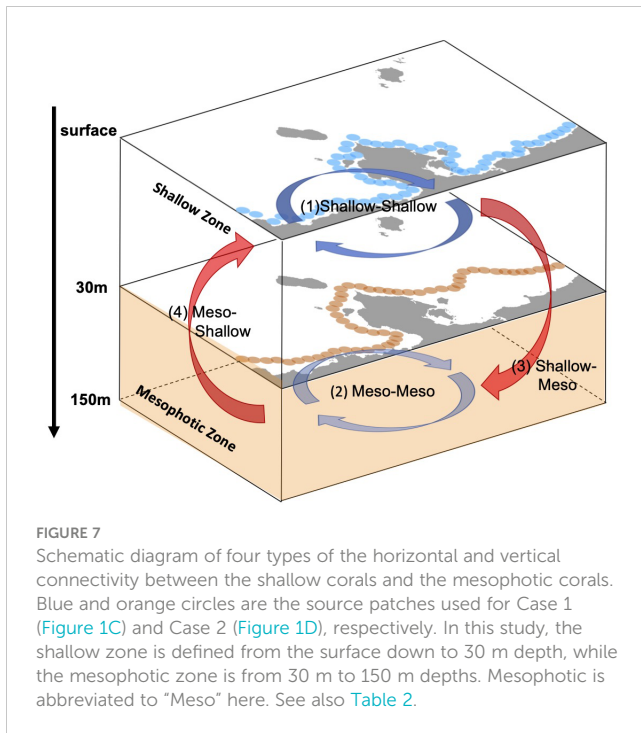 surface
Shallow Zone
(1)Shallow-Shallow
30m
(4) Meso-
Shallow
(3) Shallow-
Meso
(2) Meso-Meso
150m
Mesophotic Zone
FIGURE 7
Schematic diagram of four types of the horizontal and vertical
connectivity between the shallow corals and the mesophotic corals.
Blue and orange circles are the source patches used for Case 1
(Figure 1C) and Case 2 (Figure 1D), respectively. In this study, the
shallow zone is defined from the surface down to 30 m depth, while
the mesophotic zone is from 30 m to 150 m depths. Mesophotic is
abbreviated to “Meso” here. See also Table 2.